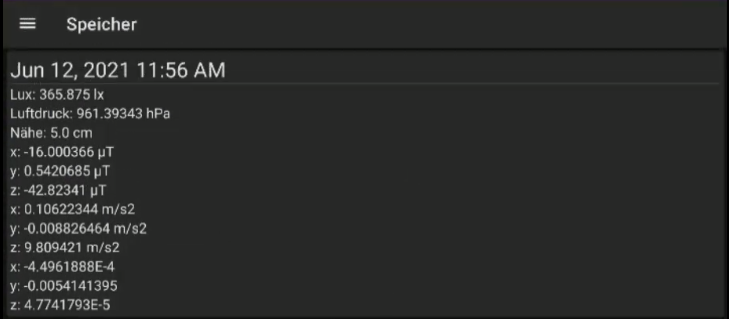 Speicher
Jun 12, 2021 11:56 AM
Lux: 365.875 lx
Luftdruck: 961.39343 hPa
Nähe: 5.0 cm
x: -16.000366 μT
y: 0.5420685 μT
z: -42.82341 μT
x: 0.10622344 m/s2
y: -0.008826464 m/s2
z: 9.809421 m/s2
x: -4.4961888E-4
y: -0.0054141395
z: 4.7741793E-5